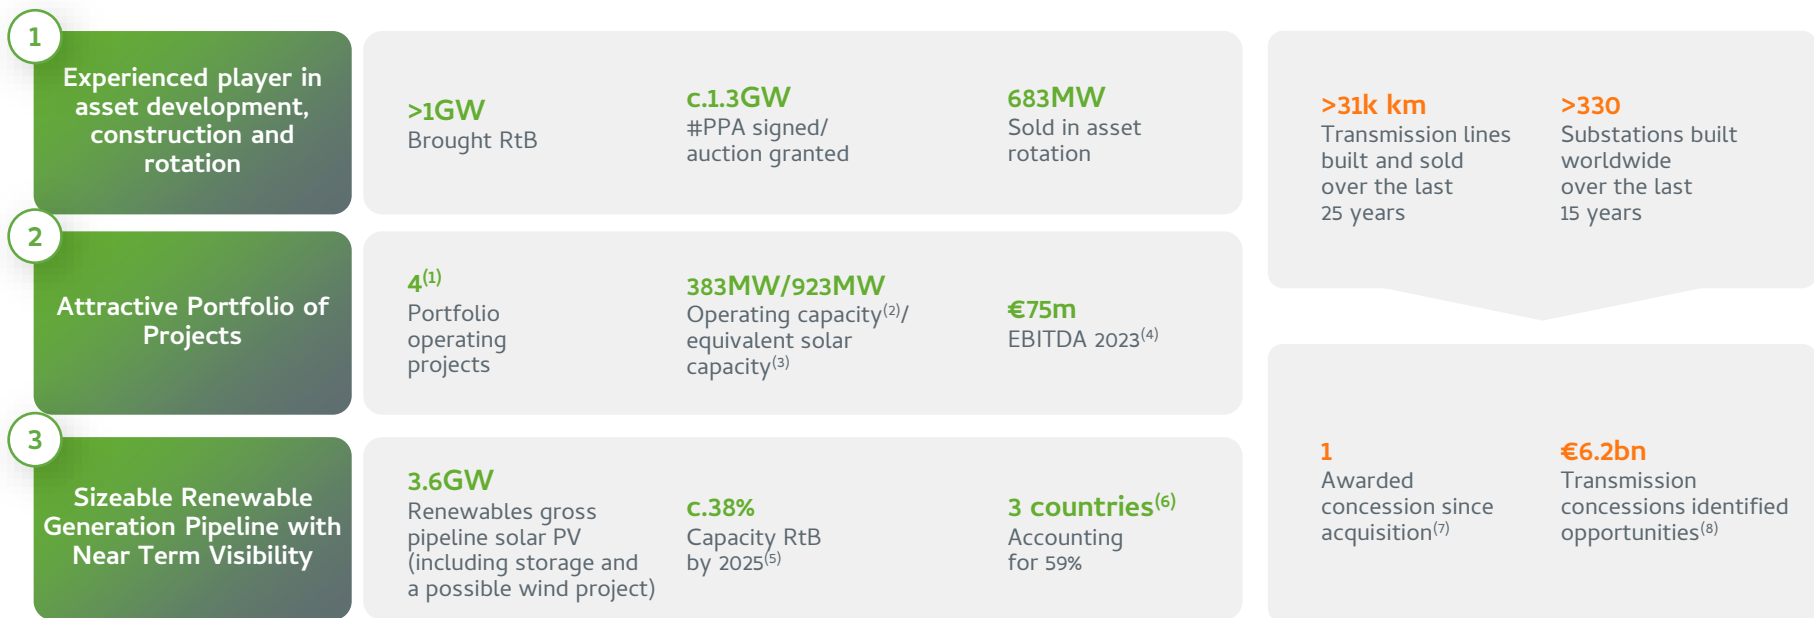 1
Experienced player in
asset development,
construction and
rotation
>1GW
Brought RtB
c.1.3GW
#PPA signed/
auction granted
683MW
Sold in asset
rotation
2
Attractive Portfolio of
Projects
4(1)
Portfolio
operating
projects
383MW/923MW
Operating capacity(2)/
equivalent solar
capacity(3)
€75m
EBITDA 2023(4)
3
Sizeable Renewable
Generation Pipeline with
Near Term Visibility
3.6GW
Renewables gross
pipeline solar PV
(including storage and
a possible wind project)
c.38%
Capacity RtB
by 2025(5)
3 countries(6)
Accounting
for 59%
>31k km
Transmission lines
built and sold
over the last
25 years
>330
Substations built
worldwide
over the last
15 years
1
Awarded
concession since
acquisition(7)
€6.2bn
Transmission
concessions identified
opportunities(8)